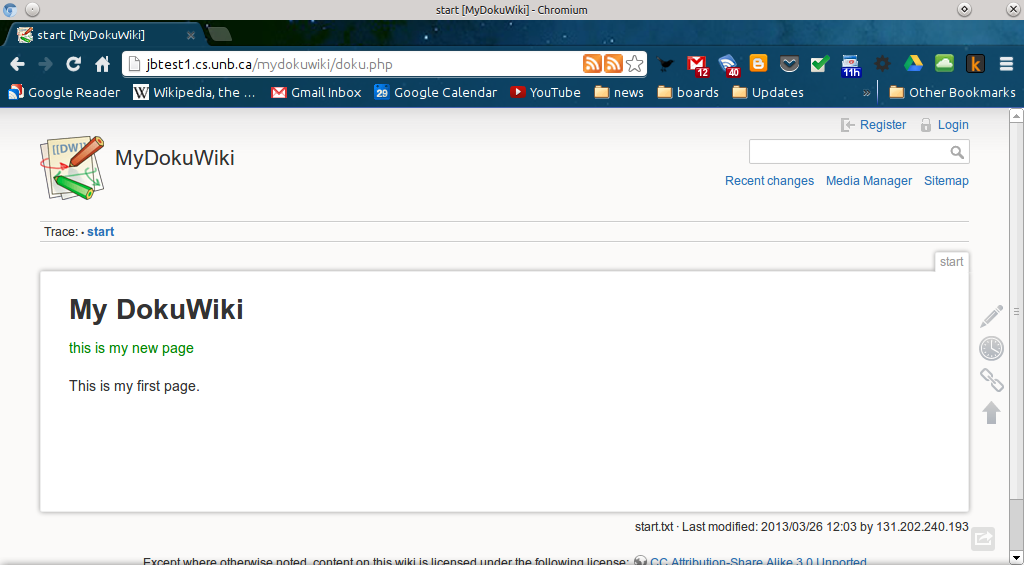 start [MyDokuWiki] - Chromium
start [MyDokuWiki]
jbtest1.cs.unb.ca/mydokuwiki/doku.php
12
40
11h
Google Reader Wikipedia, the ... Gmail Inbox 29 Google Calendar YouTube news boards Updates » Other Bookmarks
Register Login
[[DW]]
MyDokuWiki
Recent changes Media Manager Sitemap
Trace: • start
start
My DokuWiki
this is my new page
This is my first page.
start.txt · Last modified: 2013/03/26 12:03 by 131.202.240.193
Except where otherwise noted, content on this wiki is licensed under the following license: CC Attribution-Share Alike 3.0 Unported